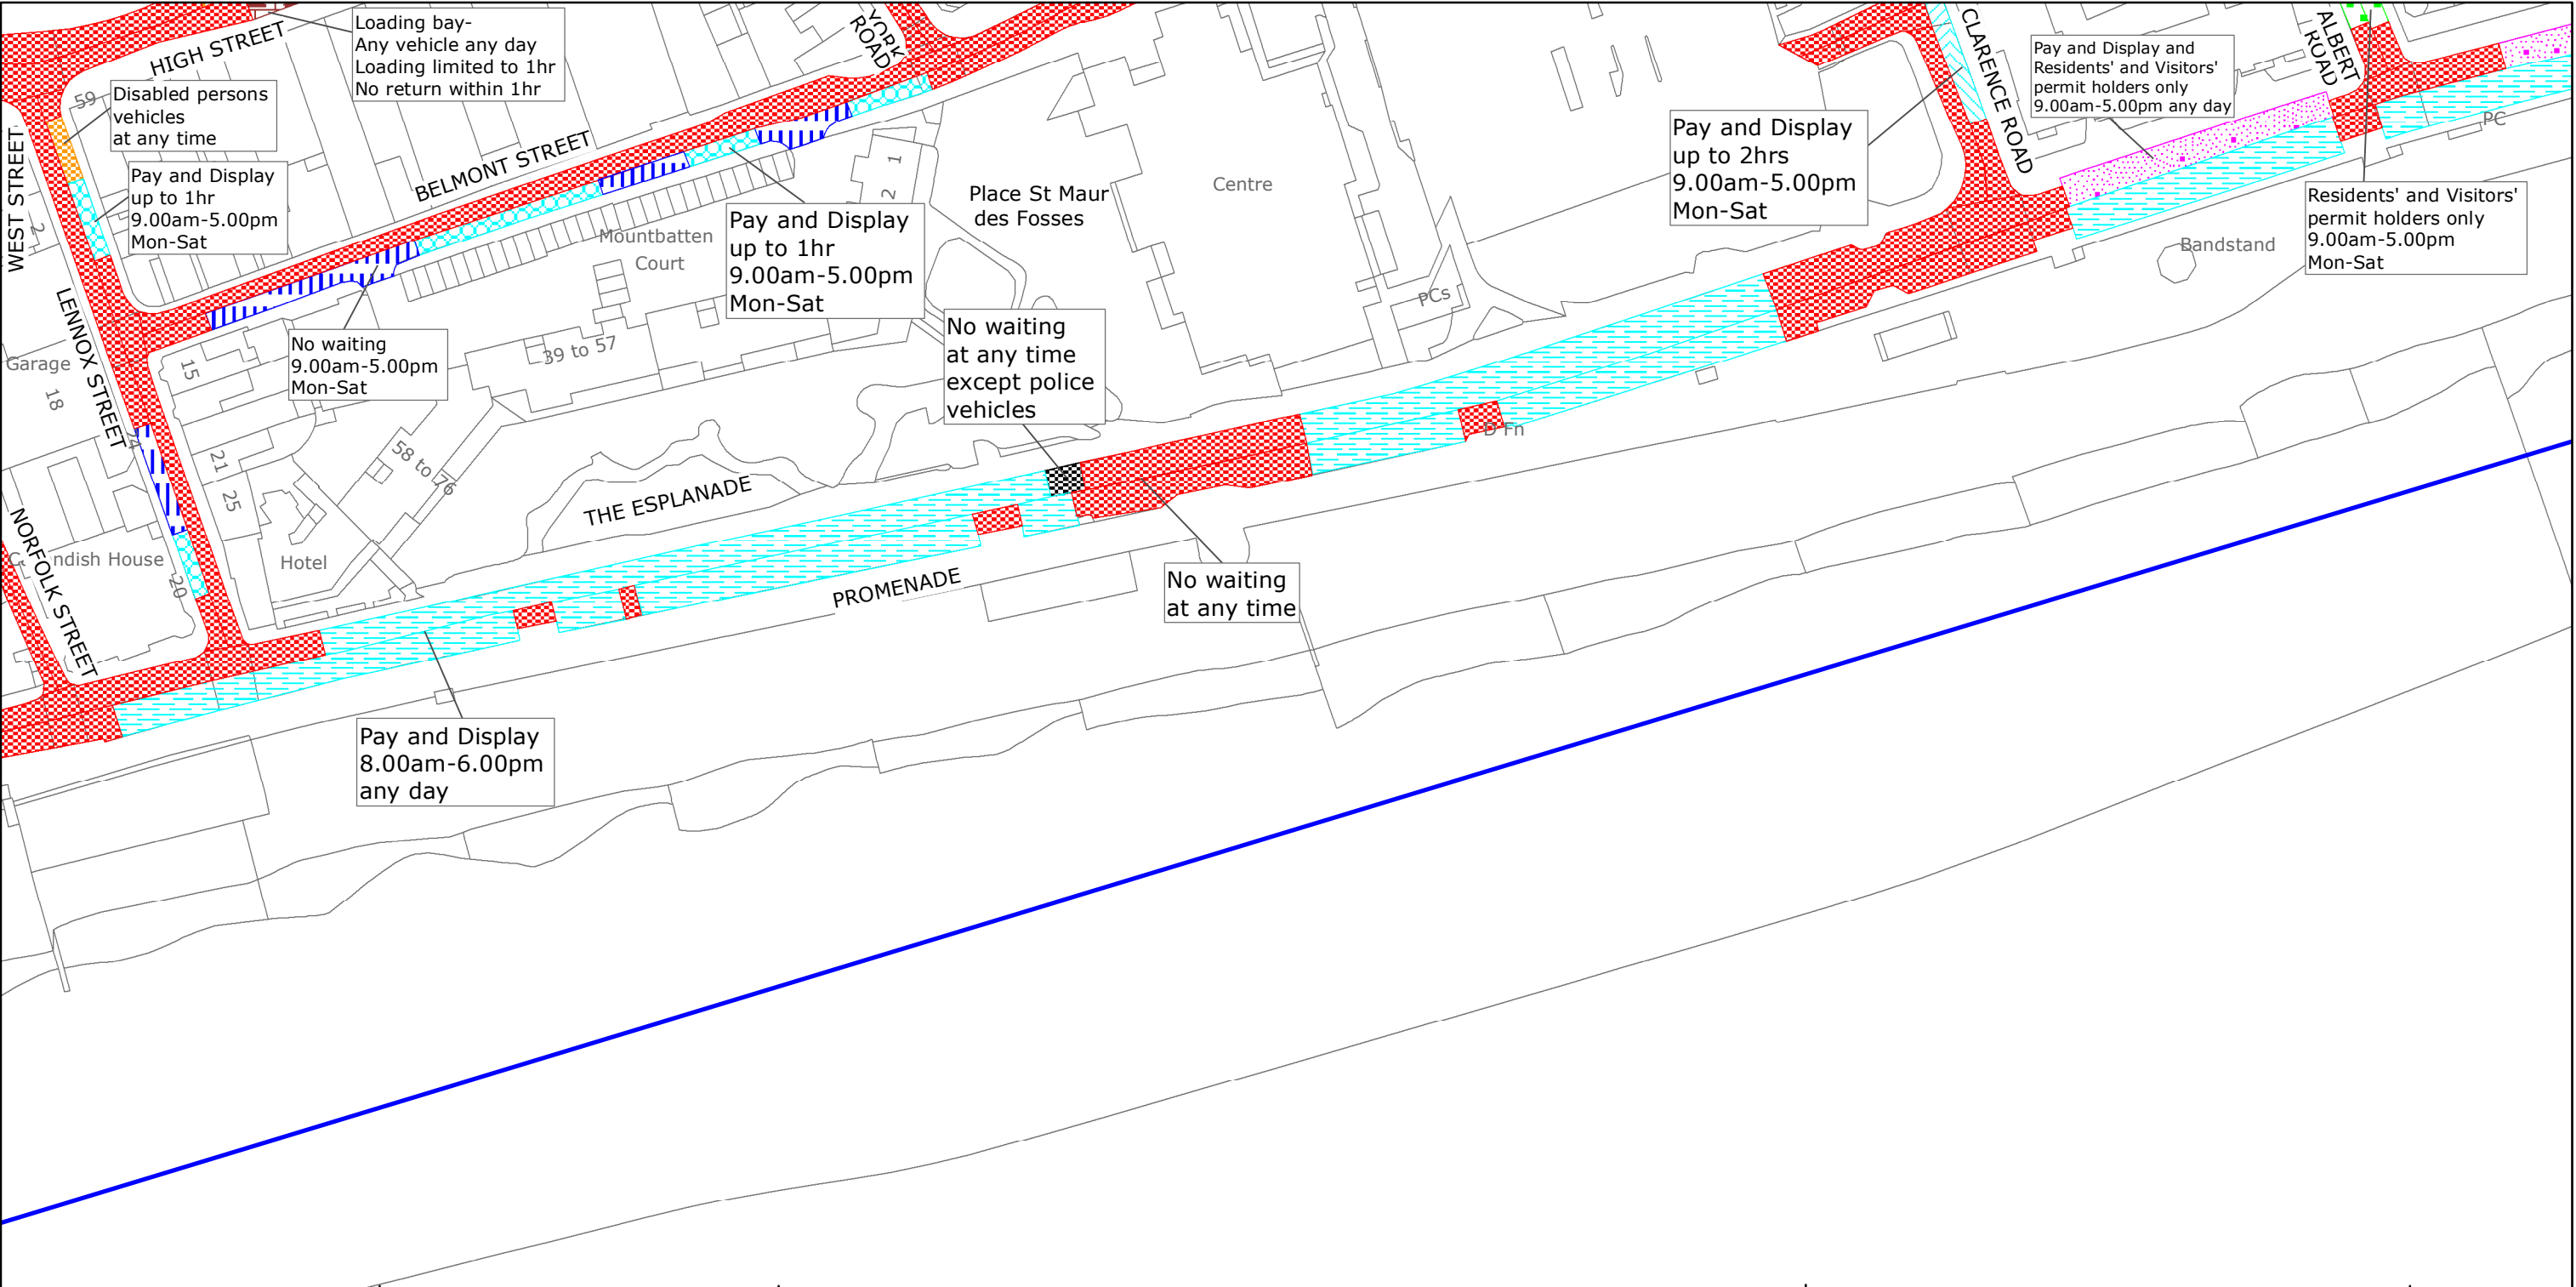 HIGH STREET
Loading bay-
Any vehicle any day
Loading limited to 1hr
No return within 1hr
YORK
ROAD
CLARENCE ROAD
ALBERT
ROAD
Pay and Display and
Residents' and Visitors'
permit holders only
9.00am-5.00pm any day
59
Disabled persons
vehicles
at any time
PC
Pay and Display
up to 2hrs
9.00am-5.00pm
Mon-Sat
WEST STREET
BELMONT STREET
Pay and Display
up to 1hr
9.00am-5.00pm
Mon-Sat
1
2
2
Place St Maur
des Fosses
Centre
Residents' and Visitors'
permit holders only
9.00am-5.00pm
Mon-Sat
Pay and Display
up to 1hr
9.00am-5.00pm
Mon-Sat
Mountbatten
Court
Bandstand
PCs
LENNOX STREET
No waiting
at any time
except police
vehicles
No waiting
9.00am-5.00pm
Mon-Sat
39 to 57
Garage
15
18
D Fn
24
21
25
58 to 76
THE ESPLANADE
NORFOLK STREET
ndish House
20
Hotel
PROMENADE
No waiting
at any time
Pay and Display
8.00am-6.00pm
any day